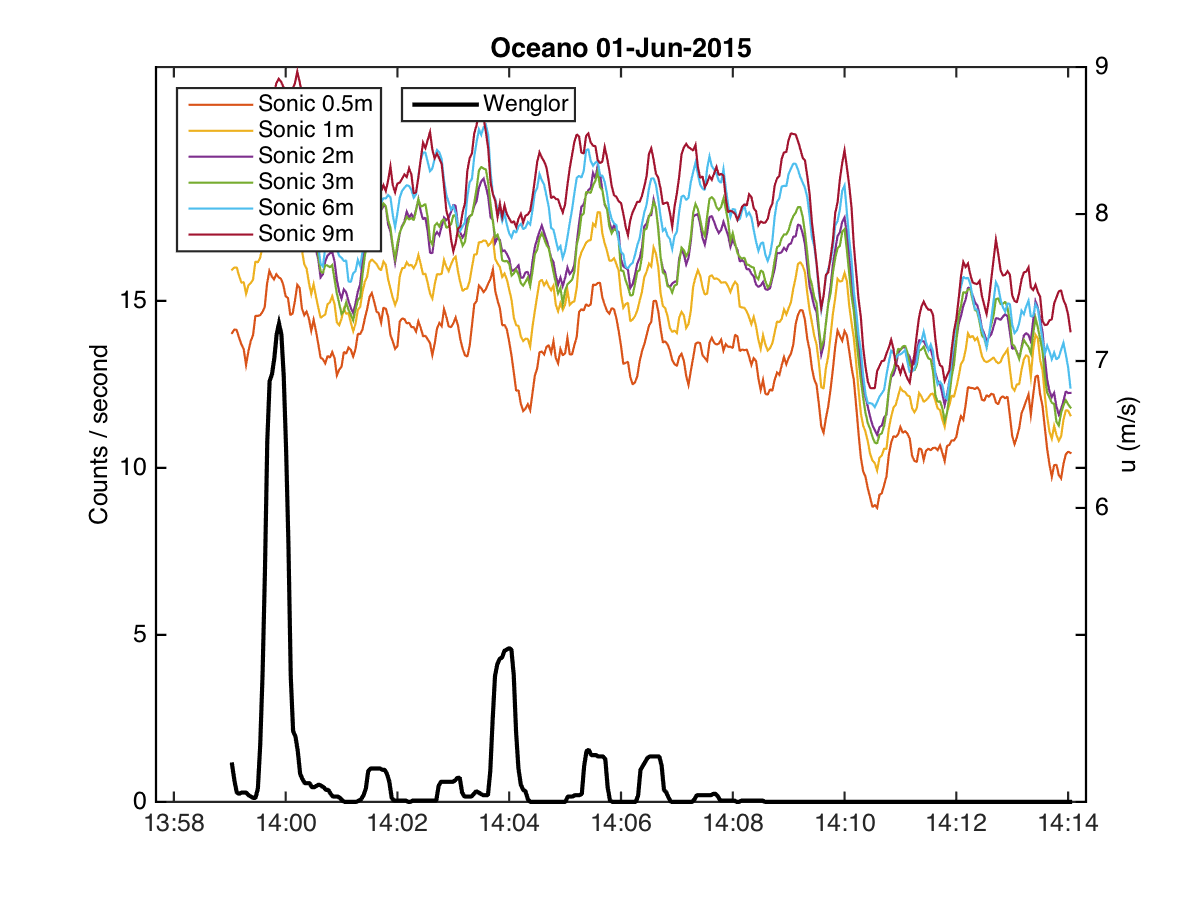 Oceano 01-Jun-2015
Sonic 0.5m
Sonic 1m
Sonic 2m
Sonic 3m
Sonic 6m
Sonic 9m
Wenglor
Counts / second
15
10
5
0
9
8
7
6
u (m/s)
13:58 14:00 14:02 14:04 14:06 14:08 14:10 14:12 14:14